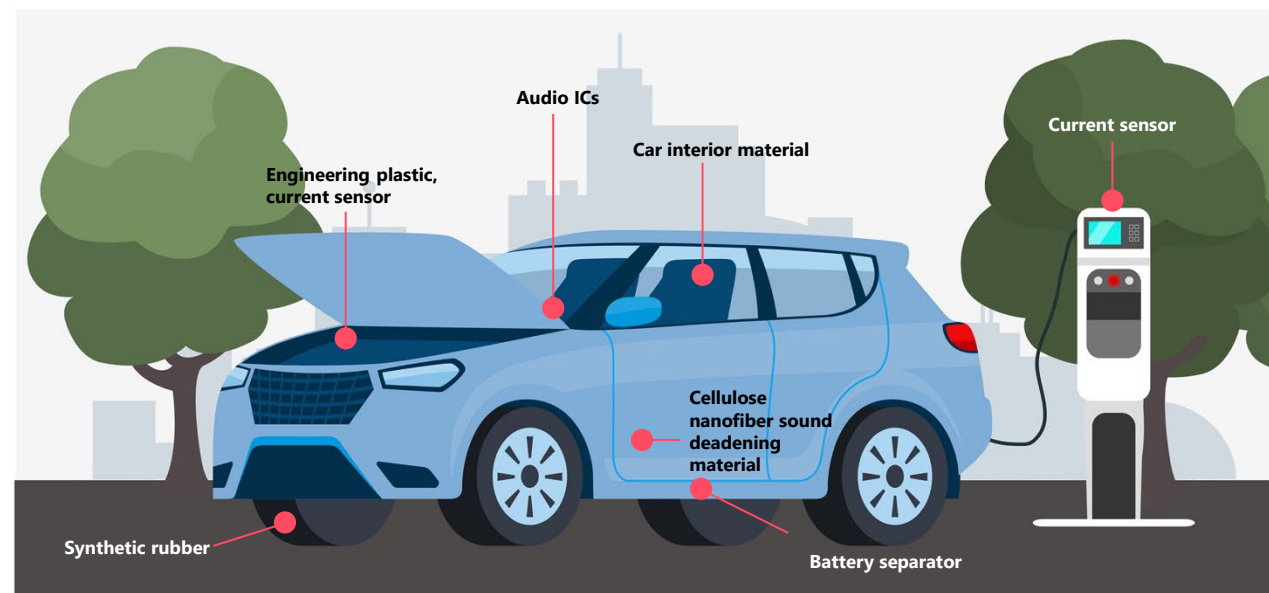 Audio ICs
Current sensor
Car interior material
Engineering plastic,
current sensor
Cellulose
nanofiber sound
deadening
material
Synthetic rubber
Battery separator